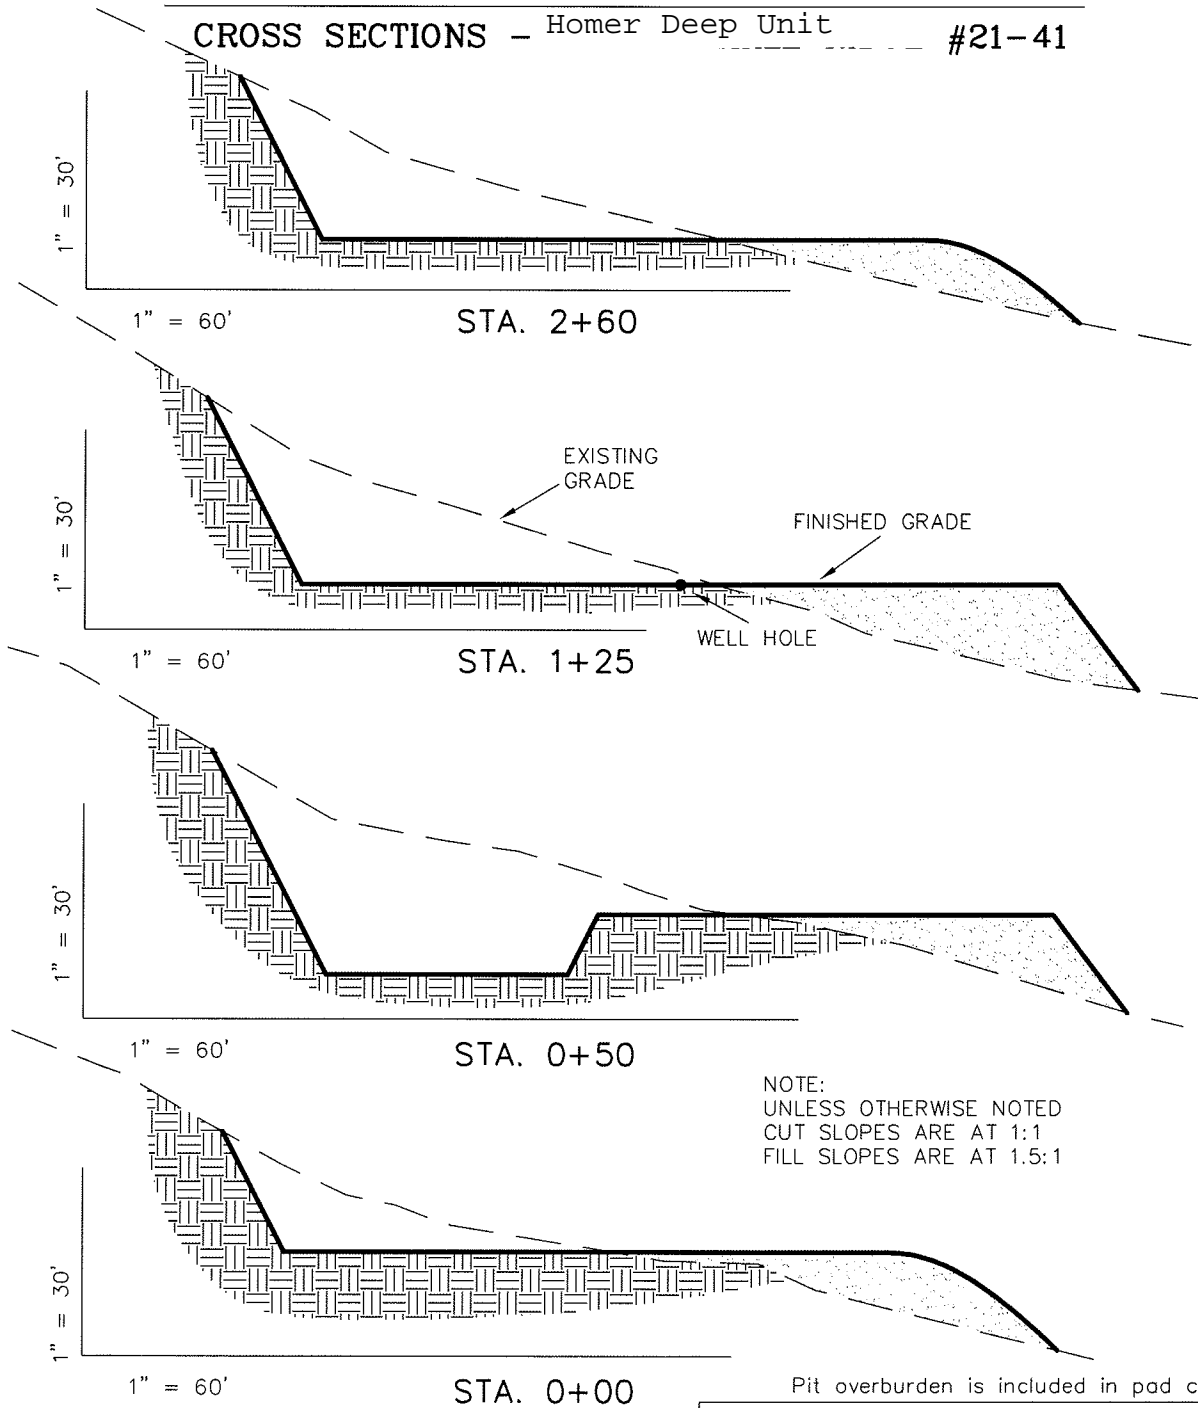 CROSS SECTIONS - Homer Deep Unit #21-41
1" = 30'
1" = 60'
STA. 2+60
1" = 30'
EXISTING
GRADE
FINISHED GRADE
WELL HOLE
1" = 60'
STA. 1+25
1" = 30'
1" = 60'
STA. 0+50
NOTE:
UNLESS OTHERWISE NOTED
CUT SLOPES ARE AT 1:1
FILL SLOPES ARE AT 1.5:1
1" = 30'
1" = 60'
STA. 0+00
Pit overburden is included in pad c